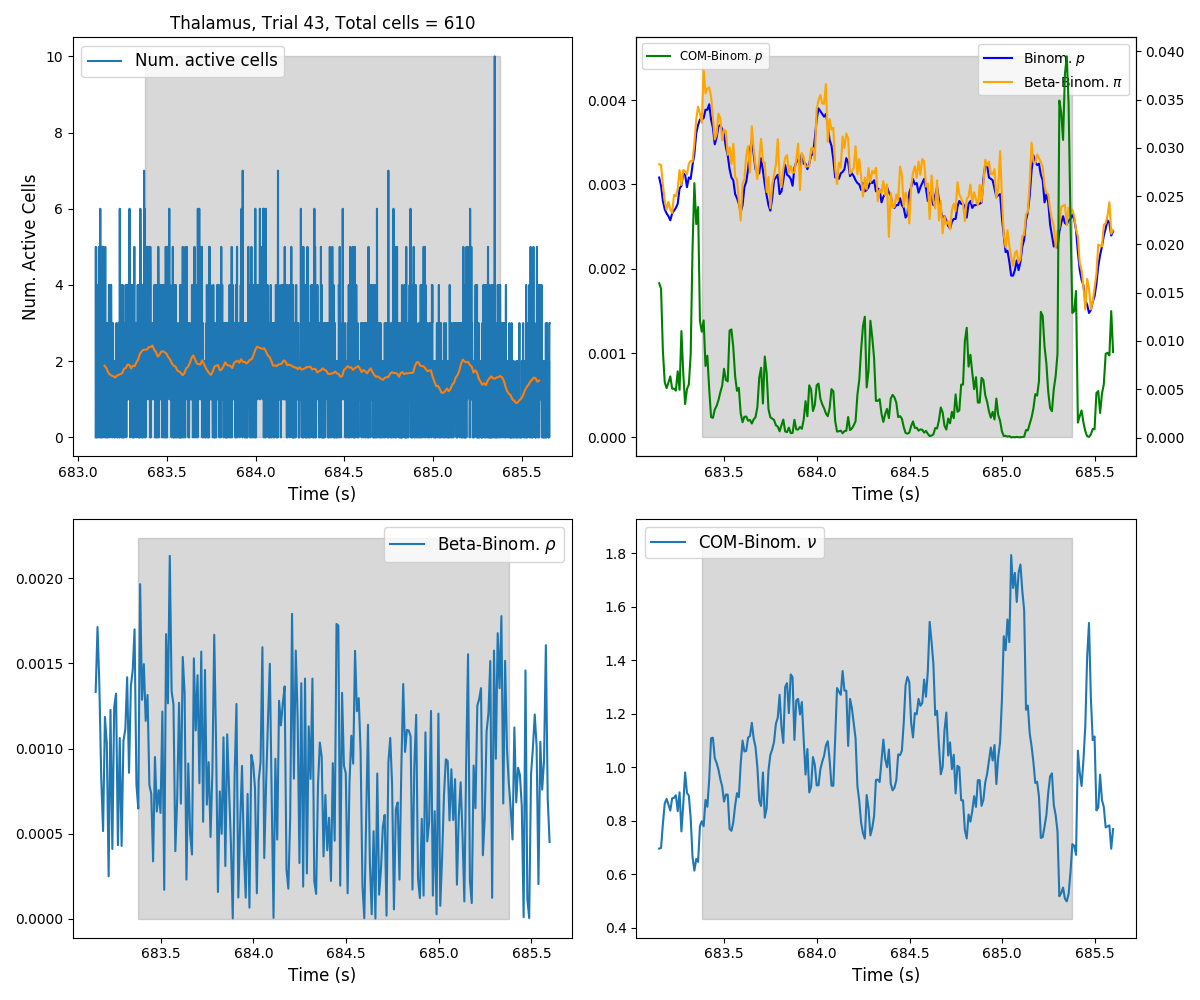 Thalamus, Trial 43, Total cells = 610
Num. active cells
Num. Active Cells
10
8
6
4
2
0
683.0 683.5 684.0 684.5 685.0 685.5
Time (s)
COM-Binom. p
Binom. p
Beta-Binom. π
0.004
0.003
0.002
0.001
0.000
0.040
0.035
0.030
0.025
0.020
0.015
0.010
0.005
0.000
683.5 684.0 684.5 685.0 685.5
Time (s)
Beta-Binom. ρ
0.0020
0.0015
0.0010
0.0005
0.0000
683.5 684.0 684.5 685.0 685.5
Time (s)
COM-Binom. ν
1.8
1.6
1.4
1.2
1.0
0.8
0.6
0.4
683.5 684.0 684.5 685.0 685.5
Time (s)